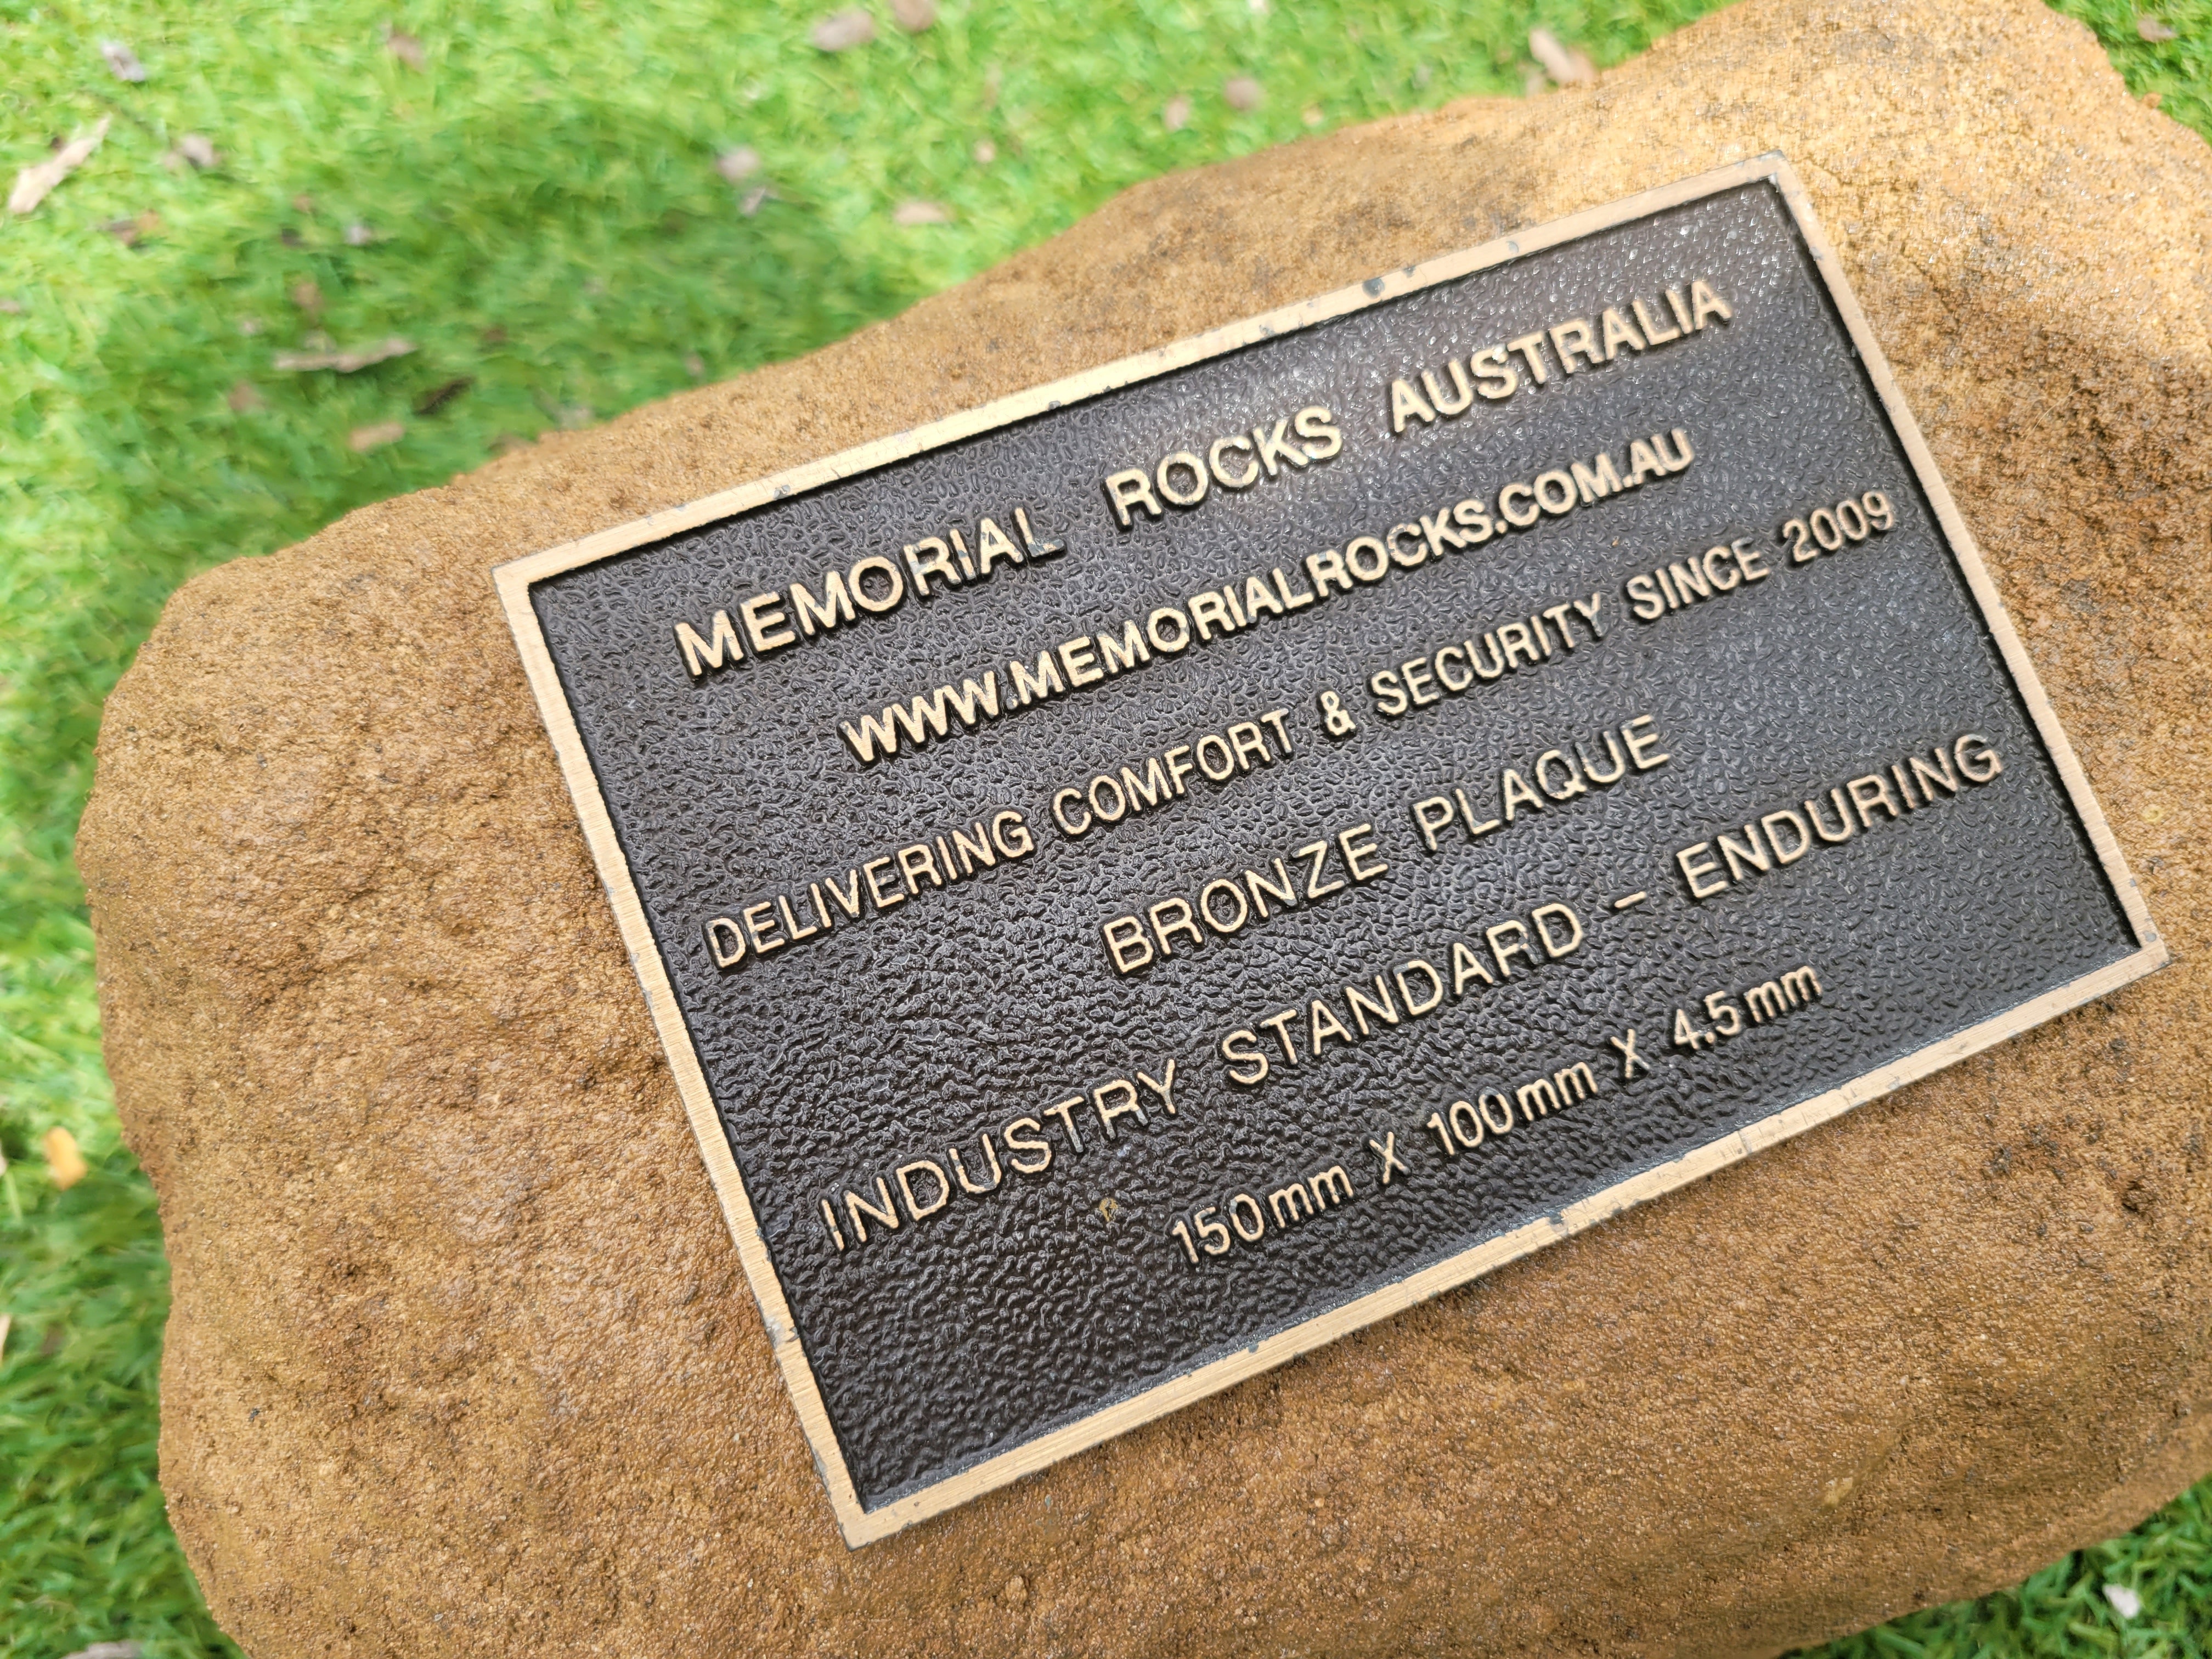 MEMORIAL ROCKS AUSTRALIA
WWW.MEMORIALROCKS.COM.AU
DELIVERING COMFORT & SECURITY SINCE 2009
BRONZE PLAQUE
INDUSTRY STANDARD – ENDURING
150mm X 100mm X 4.5mm